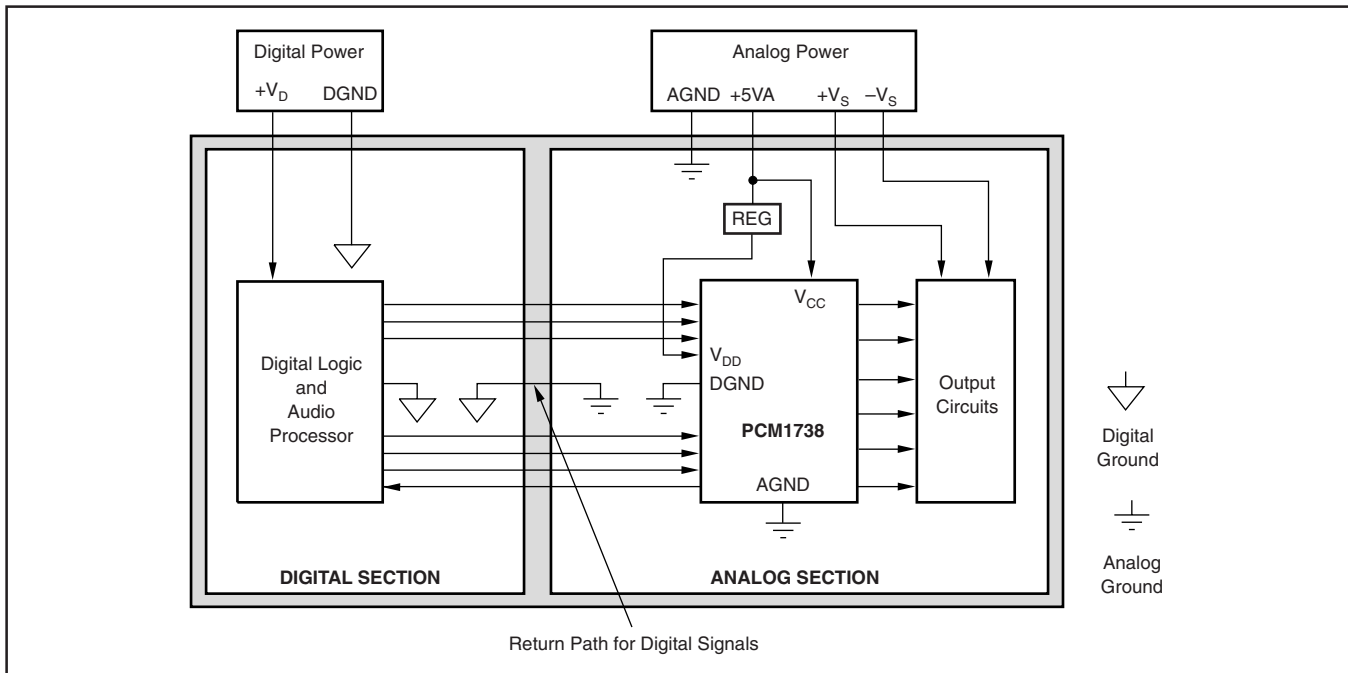 Digital Power
+VD DGND
Analog Power
AGND +5VA +VS –VS
REG
VCC
VDD
DGND
PCM1738
AGND
Digital Logic
and
Audio
Processor
Output
Circuits
Digital
Ground
Analog
Ground
DIGITAL SECTION
ANALOG SECTION
Return Path for Digital Signals